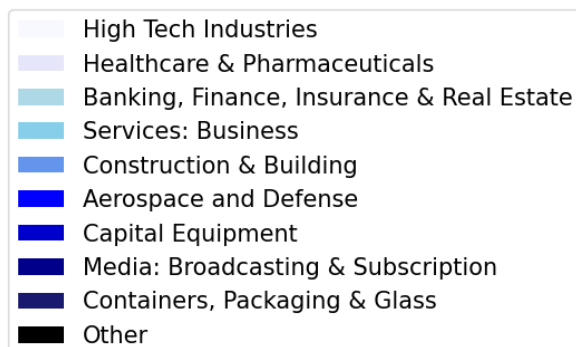 High Tech Industries
Healthcare & Pharmaceuticals
Banking, Finance, Insurance & Real Estate
Services: Business
Construction & Building
Aerospace and Defense
Capital Equipment
Media: Broadcasting & Subscription
Containers, Packaging & Glass
Other